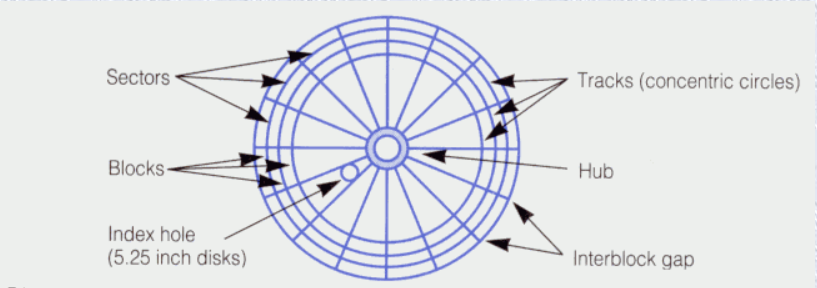 Sectors
Tracks (concentric circles)
Blocks
Hub
Index hole
(5.25 inch disks)
Interblock gap